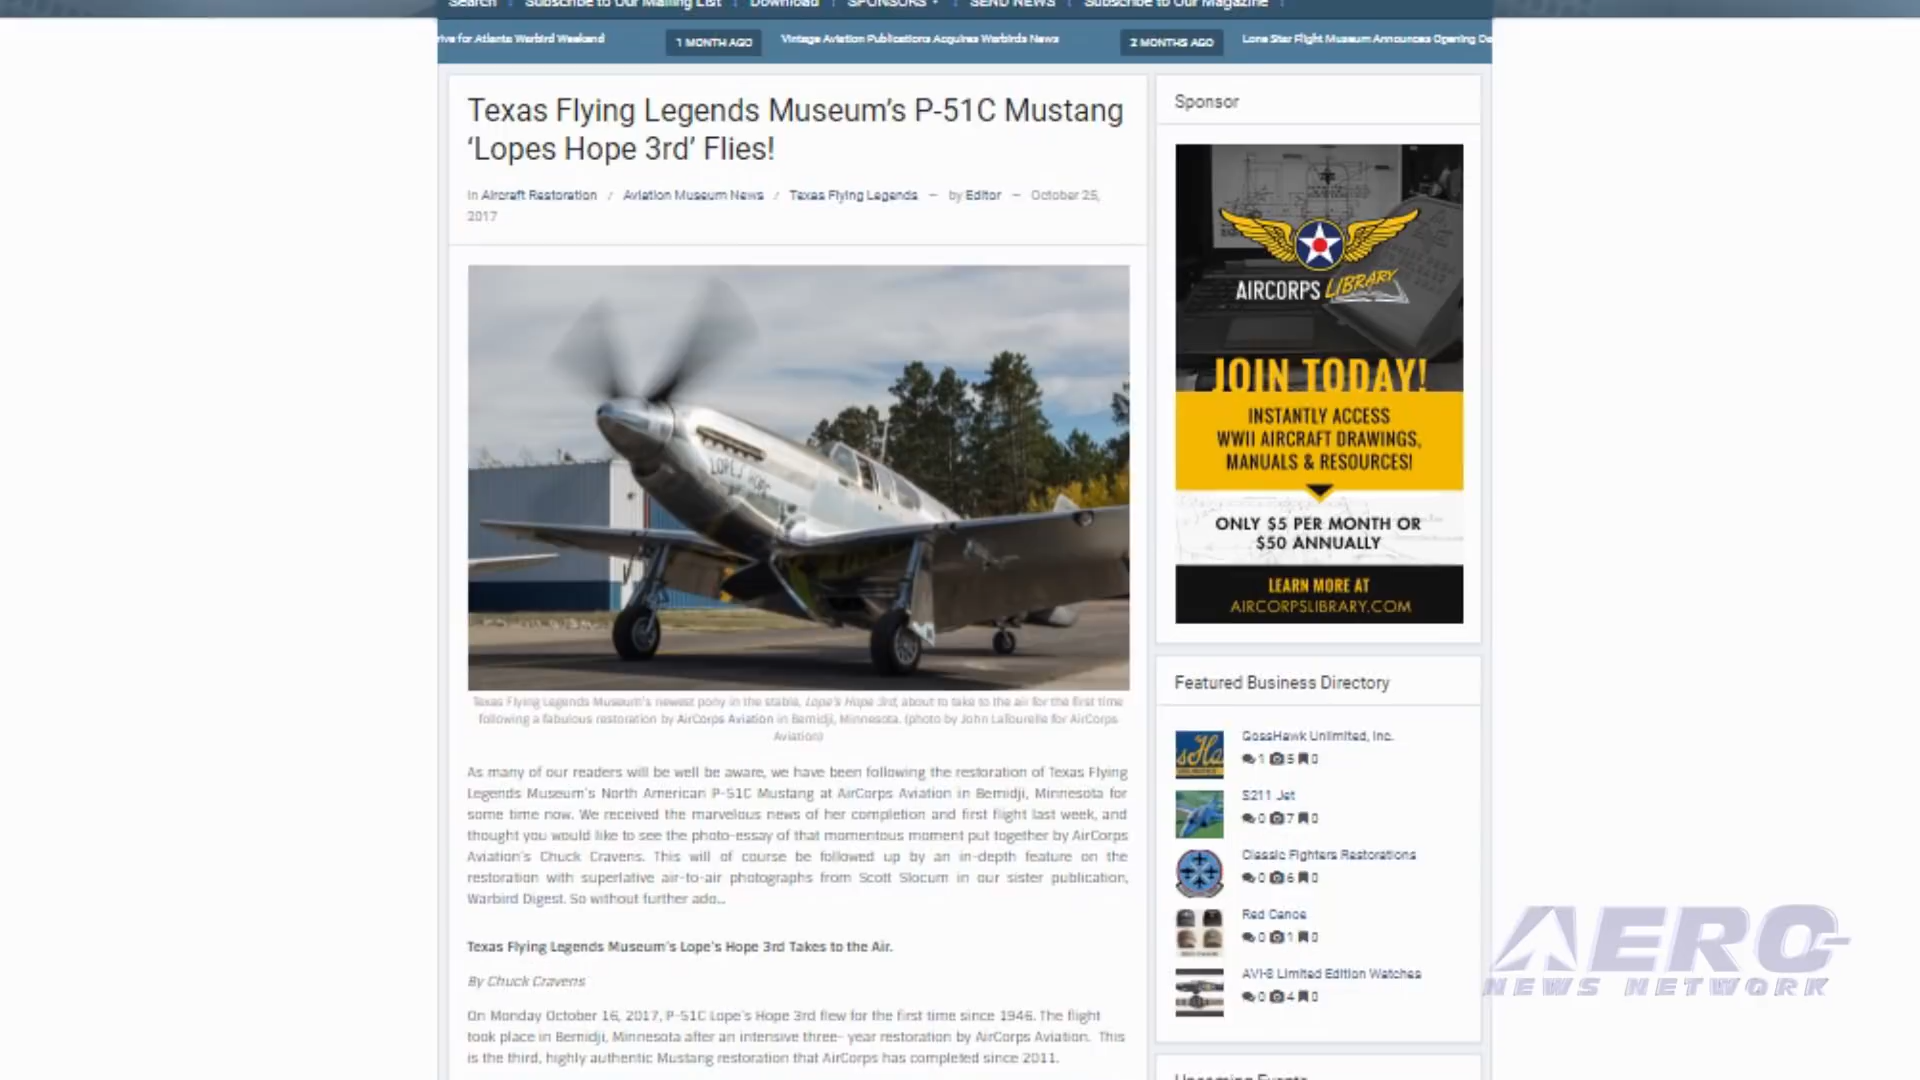 Search Subscribe to Our Mailing List Download SPONSORS SEND NEWS Subscribe to Our Magazine
ive for Atlanta Warbird Weekend 1 MONTH AGO Vintage Aviation Publications Acquires Warbirds News 2 MONTHS AGO Lone Star Flight Museum Announces Opening Da
Texas Flying Legends Museum's P-51C Mustang
'Lopes Hope 3rd' Flies!
in Aircraft Restoration / Aviation Museum News / Texas Flying Legends — by Editor — October 25,
2017
LOPES HOPE
Texas Flying Legends Museum's newest pony in the stable, Lope's Hope 3rd, about to take to the air for the first time
following a fabulous restoration by AirCorps Aviation in Bemidji, Minnesota. (photo by John LaTourelle for AirCorps
Aviation)
As many of our readers will be well be aware, we have been following the restoration of Texas Flying
Legends Museum's North American P-51C Mustang at AirCorps Aviation in Bemidji, Minnesota for
some time now. We received the marvelous news of her completion and first flight last week, and
thought you would like to see the photo-essay of that momentous moment put together by AirCorps
Aviation's Chuck Cravens. This will of course be followed up by an in-depth feature on the
restoration with superlative air-to-air photographs from Scott Slocum in our sister publication,
Warbird Digest. So without further ado...
Texas Flying Legends Museum's Lope's Hope 3rd Takes to the Air.
By Chuck Cravens
On Monday October 16, 2017, P-51C Lope's Hope 3rd flew for the first time since 1946. The flight
took place in Bemidji, Minnesota after an intensive three- year restoration by AirCorps Aviation. This
is the third, highly authentic Mustang restoration that AirCorps has completed since 2011.
Sponsor
AIRCORPS LIBRARY
JOIN TODAY!
INSTANTLY ACCESS
WWII AIRCRAFT DRAWINGS,
MANUALS & RESOURCES!
ONLY $5 PER MONTH OR
$50 ANNUALLY
LEARN MORE AT
AIRCORPSLIBRARY.COM
Featured Business Directory
GossHawk Unlimited, Inc.
1 5 0
S211 Jet
0 7 0
Classic Fighters Restorations
0 6 0
Red Canoe
0 1 0
AVI-8 Limited Edition Watches
0 4 0
Upcoming Events
AERO
NEWS NETWORK